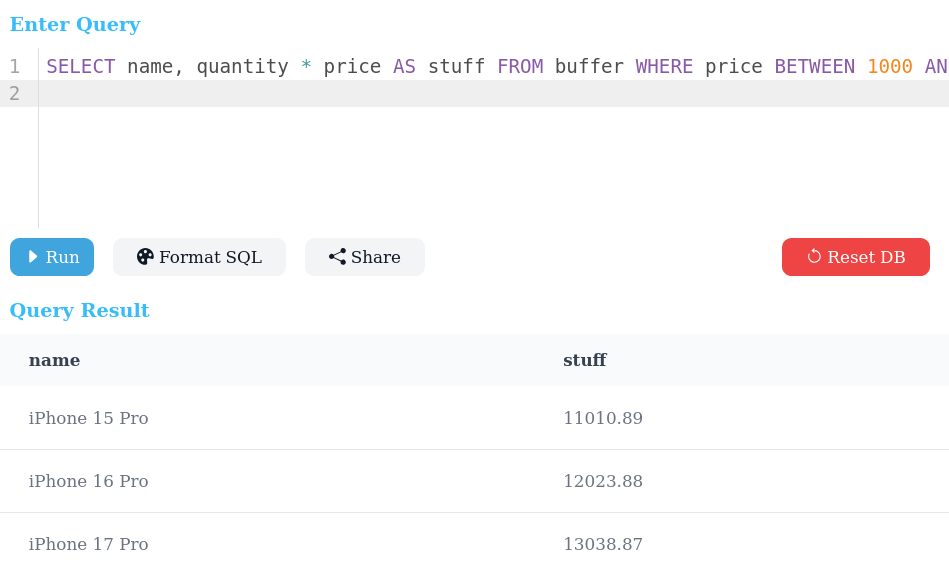 Enter Query
1 SELECT name, quantity * price AS stuff FROM buffer WHERE price BETWEEN 1000 AN
2
Run Format SQL Share Reset DB
Query Result
name stuff
iPhone 15 Pro 11010.89
iPhone 16 Pro 12023.88
iPhone 17 Pro 13038.87